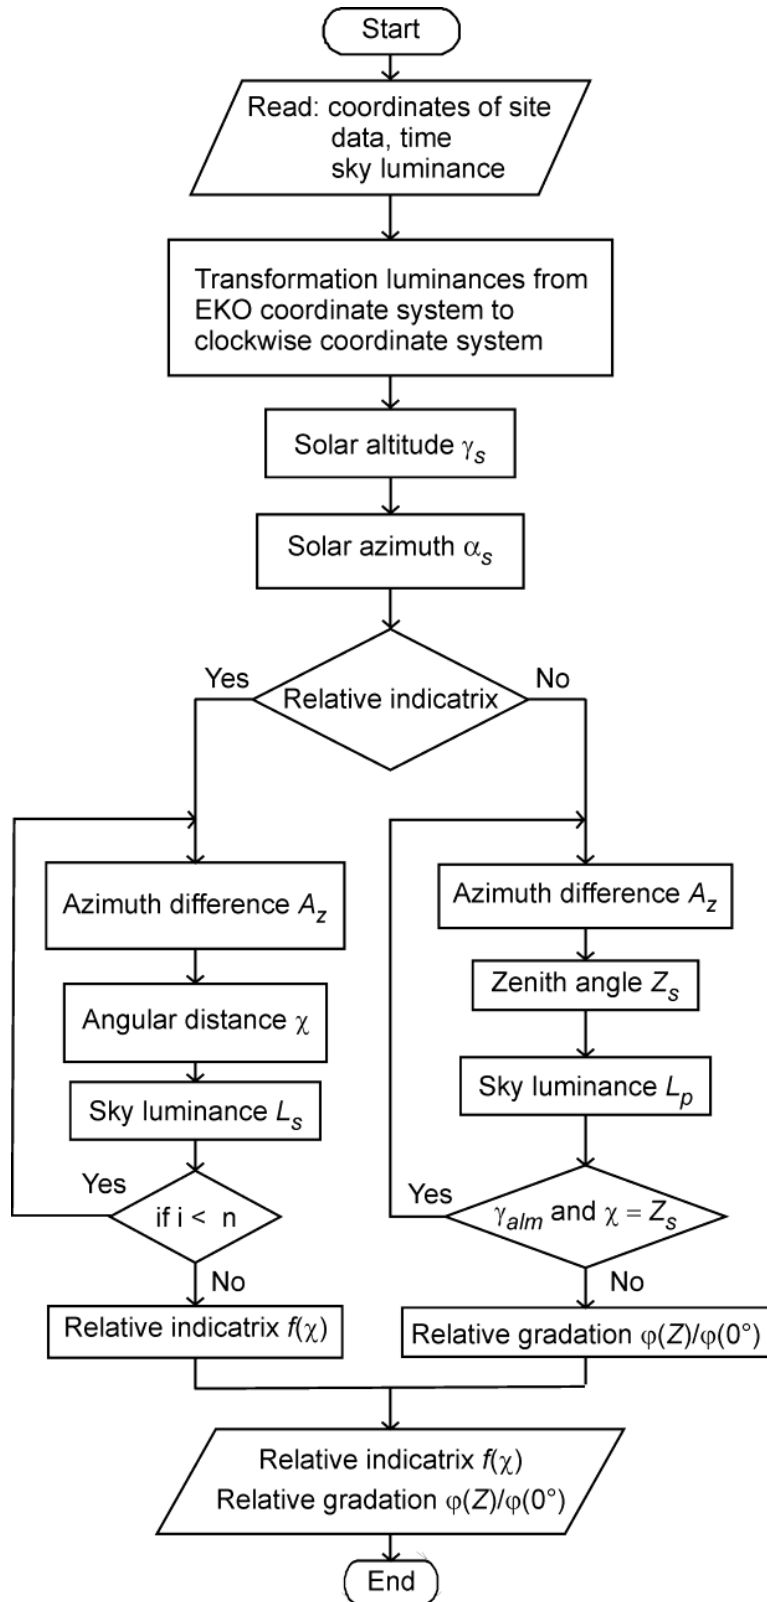 Start
Read: coordinates of site
data, time
sky luminance
Transformation luminances from
EKO coordinate system to
clockwise coordinate system
Solar altitude γs
Solar azimuth αs
Yes
Relative indicatrix
No
Azimuth difference Az
Angular distance χ
Sky luminance Ls
Yes
if i < n
No
Relative indicatrix f(χ)
Azimuth difference Az
Zenith angle Zs
Sky luminance Lp
Yes
γalm and χ = Zs
No
Relative gradation φ(Z)/φ(0°)
Relative indicatrix f(χ)
Relative gradation φ(Z)/φ(0°)
End